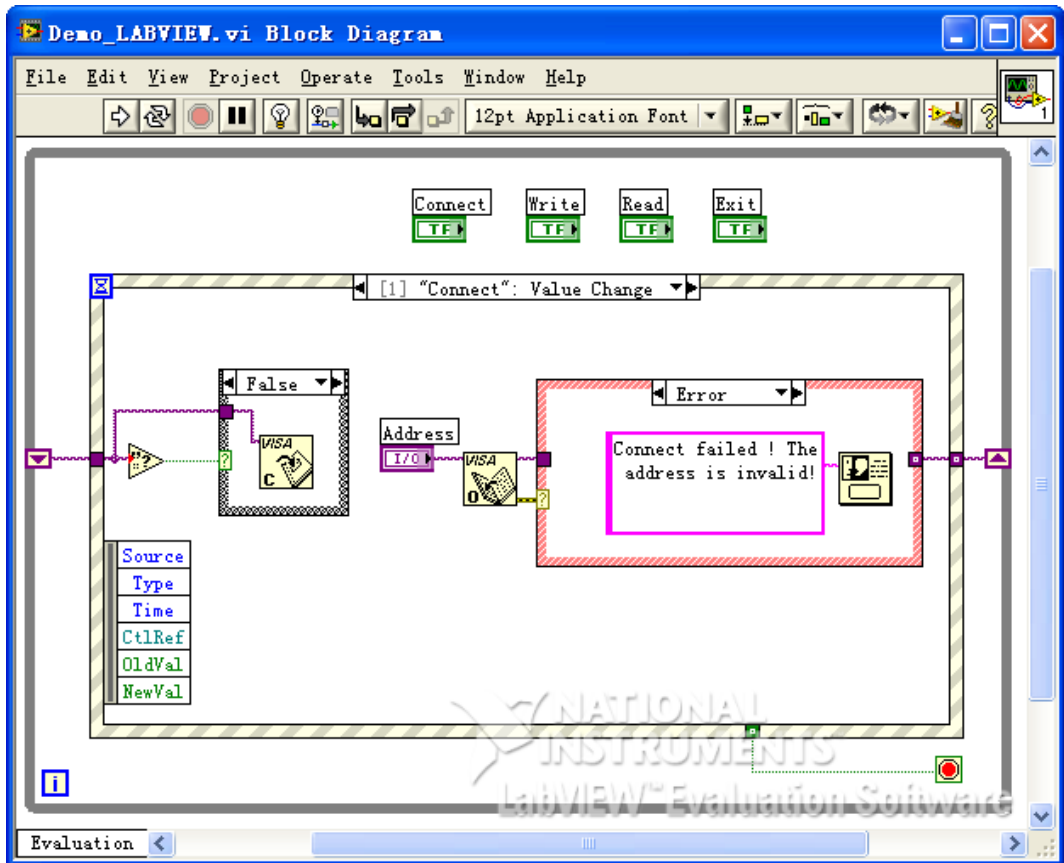 Demo_LABVIEW.vi Block Diagram
File Edit View Project Operate Tools Window Help
12pt Application Font
1
Connect Write Read Exit
TF TF TF TF
[1] "Connect": Value Change
False
Error
Address
I/O
VISA
C
VISA
O
Connect failed ! The
address is invalid!
?
?
?
Source
Type
Time
CtlRef
OldVal
NewVal
NATIONAL
INSTRUMENTS
LabVIEW™ Evaluation Software
i
Evaluation